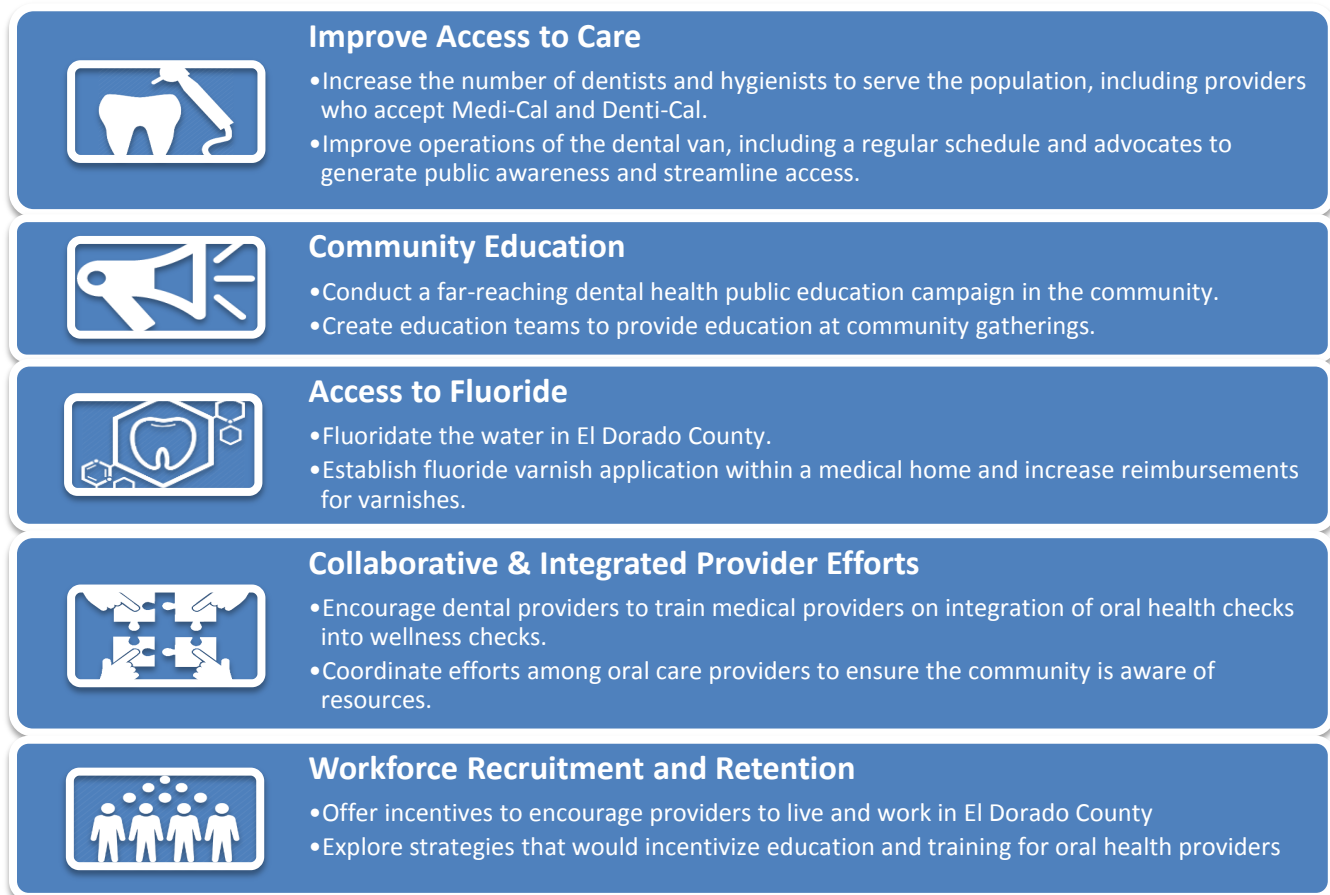 Improve Access to Care
•Increase the number of dentists and hygienists to serve the population, including providers
who accept Medi-Cal and Denti-Cal.
•Improve operations of the dental van, including a regular schedule and advocates to
generate public awareness and streamline access.
Community Education
•Conduct a far-reaching dental health public education campaign in the community.
•Create education teams to provide education at community gatherings.
Access to Fluoride
•Fluoridate the water in El Dorado County.
•Establish fluoride varnish application within a medical home and increase reimbursements
for varnishes.
Collaborative & Integrated Provider Efforts
•Encourage dental providers to train medical providers on integration of oral health checks
into wellness checks.
•Coordinate efforts among oral care providers to ensure the community is aware of
resources.
Workforce Recruitment and Retention
•Offer incentives to encourage providers to live and work in El Dorado County
•Explore strategies that would incentivize education and training for oral health providers